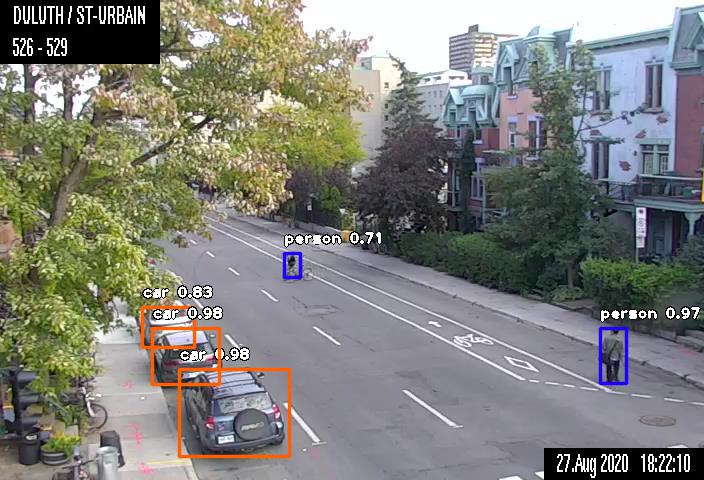 DULUTH / ST-URBAIN
526 - 529
person 0.71
car 0.83
car 0.98
car 0.98
person 0.97
27.Aug 2020 18:22:10